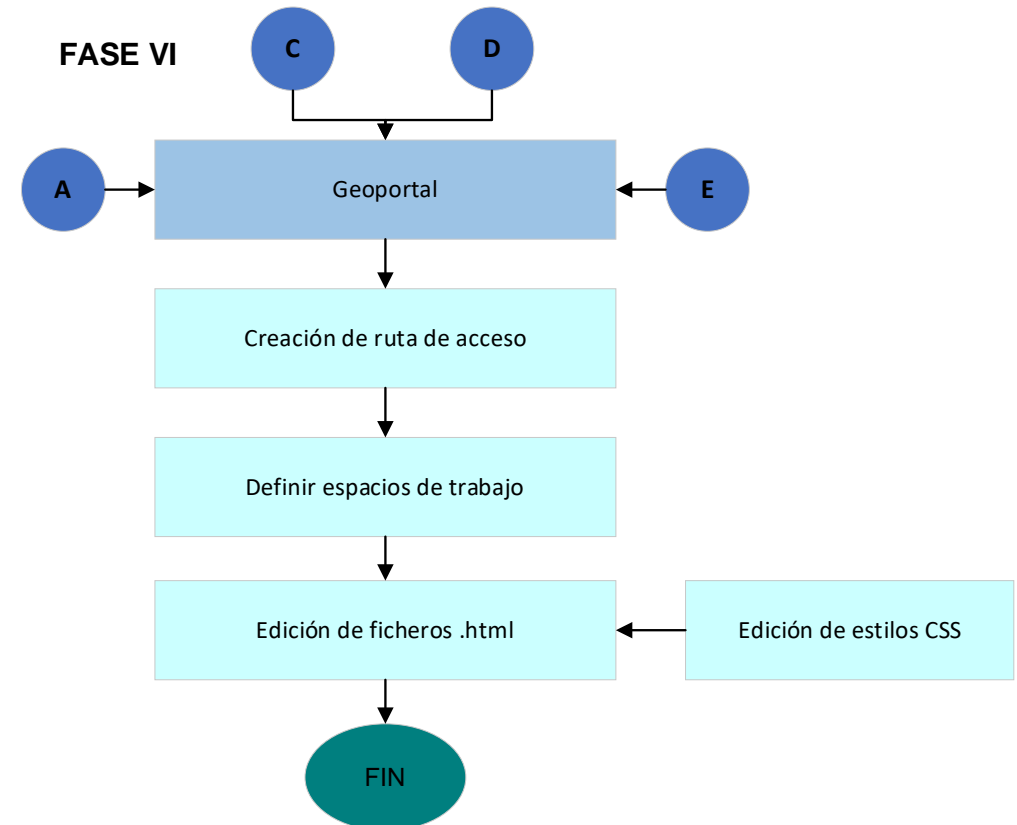 FASE VI
C
D
A
Geoportal
E
Creación de ruta de acceso
Definir espacios de trabajo
Edición de ficheros .html
Edición de estilos CSS
FIN